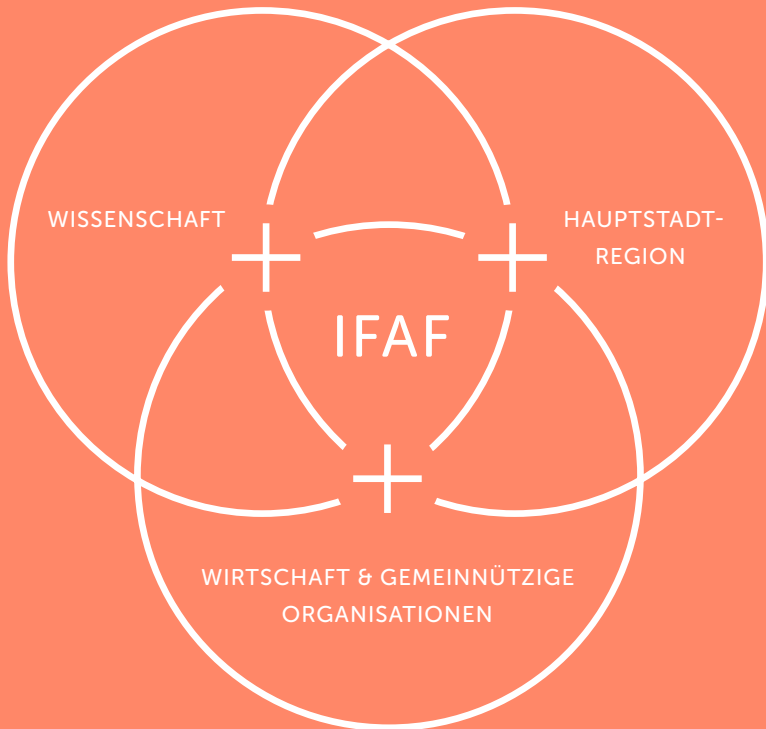 WISSENSCHAFT
HAUPTSTADT-
REGION
IFAF
WIRTSCHAFT & GEMEINNÜTZIGE
ORGANISATIONEN